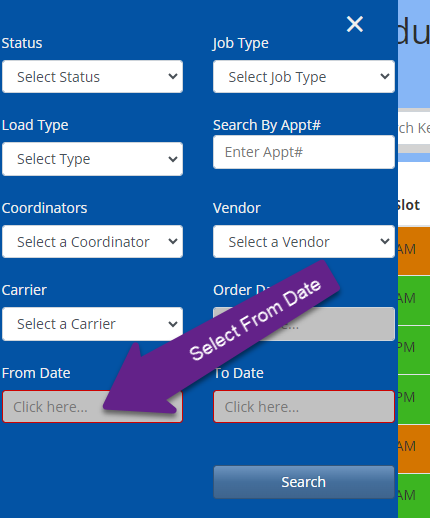 ×
Status
Job Type
Select Status
Select Job Type
Load Type
Search By Appt#
Select Type
Enter Appt#
Coordinators
Vendor
Select a Coordinator
Select a Vendor
Carrier
Order D
Select a Carrier
Select From Date
From Date
To Date
Click here...
Click here...
Search
du
ch Ke
Slot
AM
AM
PM
PM
AM
AM